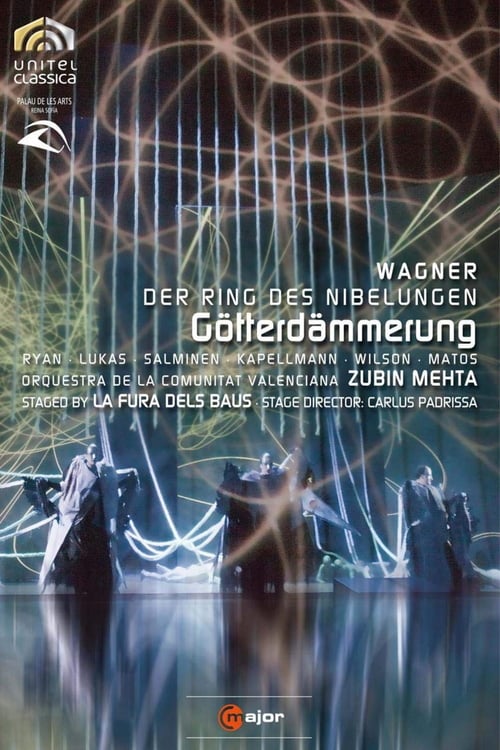 UNITEL
CLASSICA
PALAU DE LES ARTS
REINA SOFIA
WAGNER
DER RING DES NIBELUNGEN
Götterdämmerung
RYAN · LUKAS · SALMINEN · KAPELLMANN · WILSON · MATOS
ORQUESTRA DE LA COMUNITAT VALENCIANA ZUBIN MEHTA
STAGED BY LA FURA DELS BAUS · STAGE DIRECTOR: CARLUS PADRISSA
C major